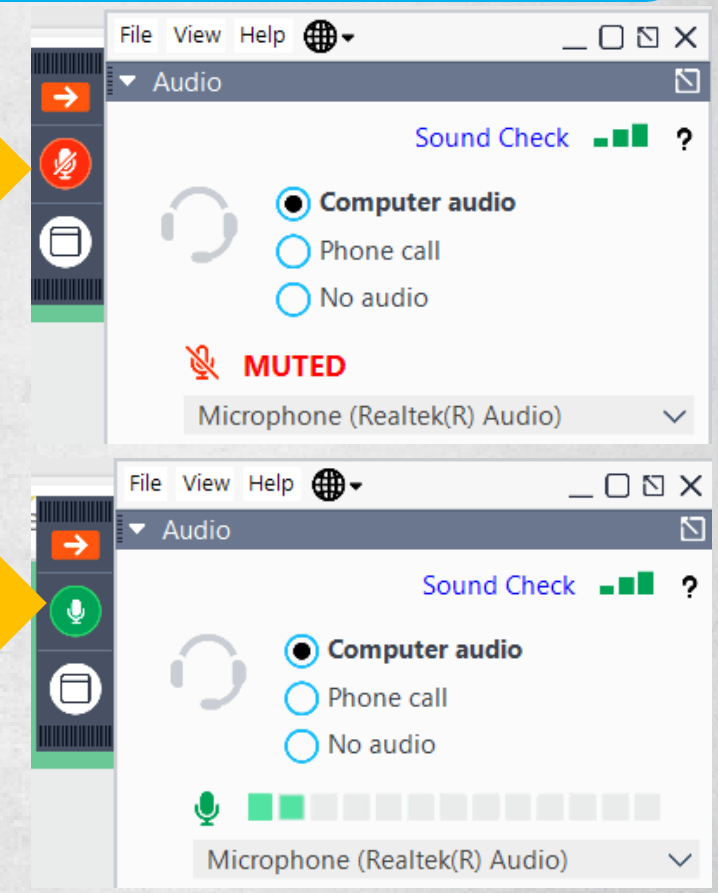 File View Help
Audio
Sound Check ?
Computer audio
Phone call
No audio
MUTED
Microphone (Realtek(R) Audio)
File View Help
Audio
Sound Check ?
Computer audio
Phone call
No audio
Microphone (Realtek(R) Audio)